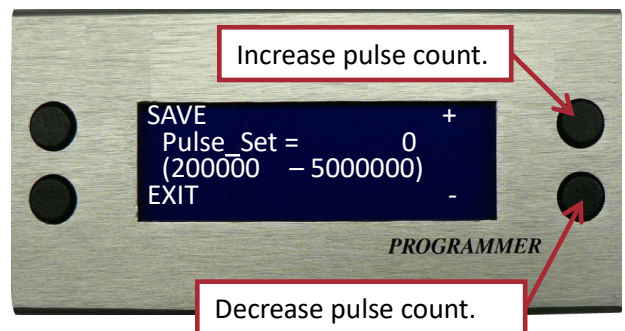 Increase pulse count.
SAVE +
Pulse_Set = 0
(200000 – 5000000)
EXIT -
PROGRAMMER
Decrease pulse count.